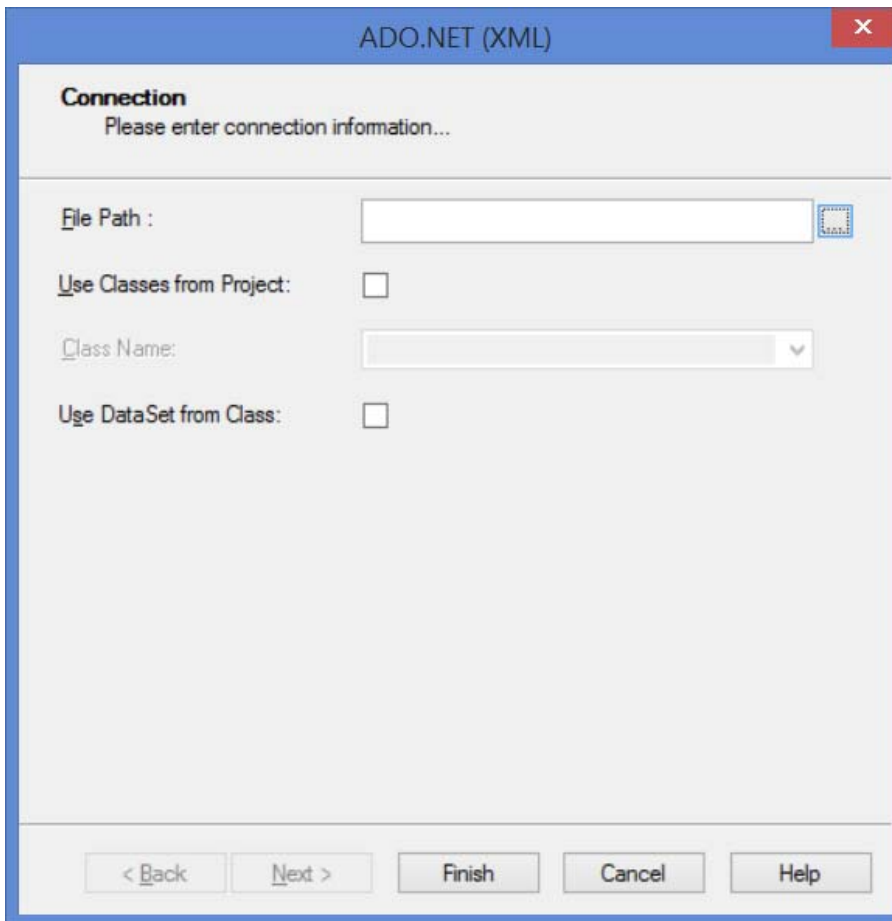 ADO.NET (XML)
Connection
Please enter connection information...
File Path :
...
Use Classes from Project:
Class Name:
Use DataSet from Class:
< Back Next > Finish Cancel Help